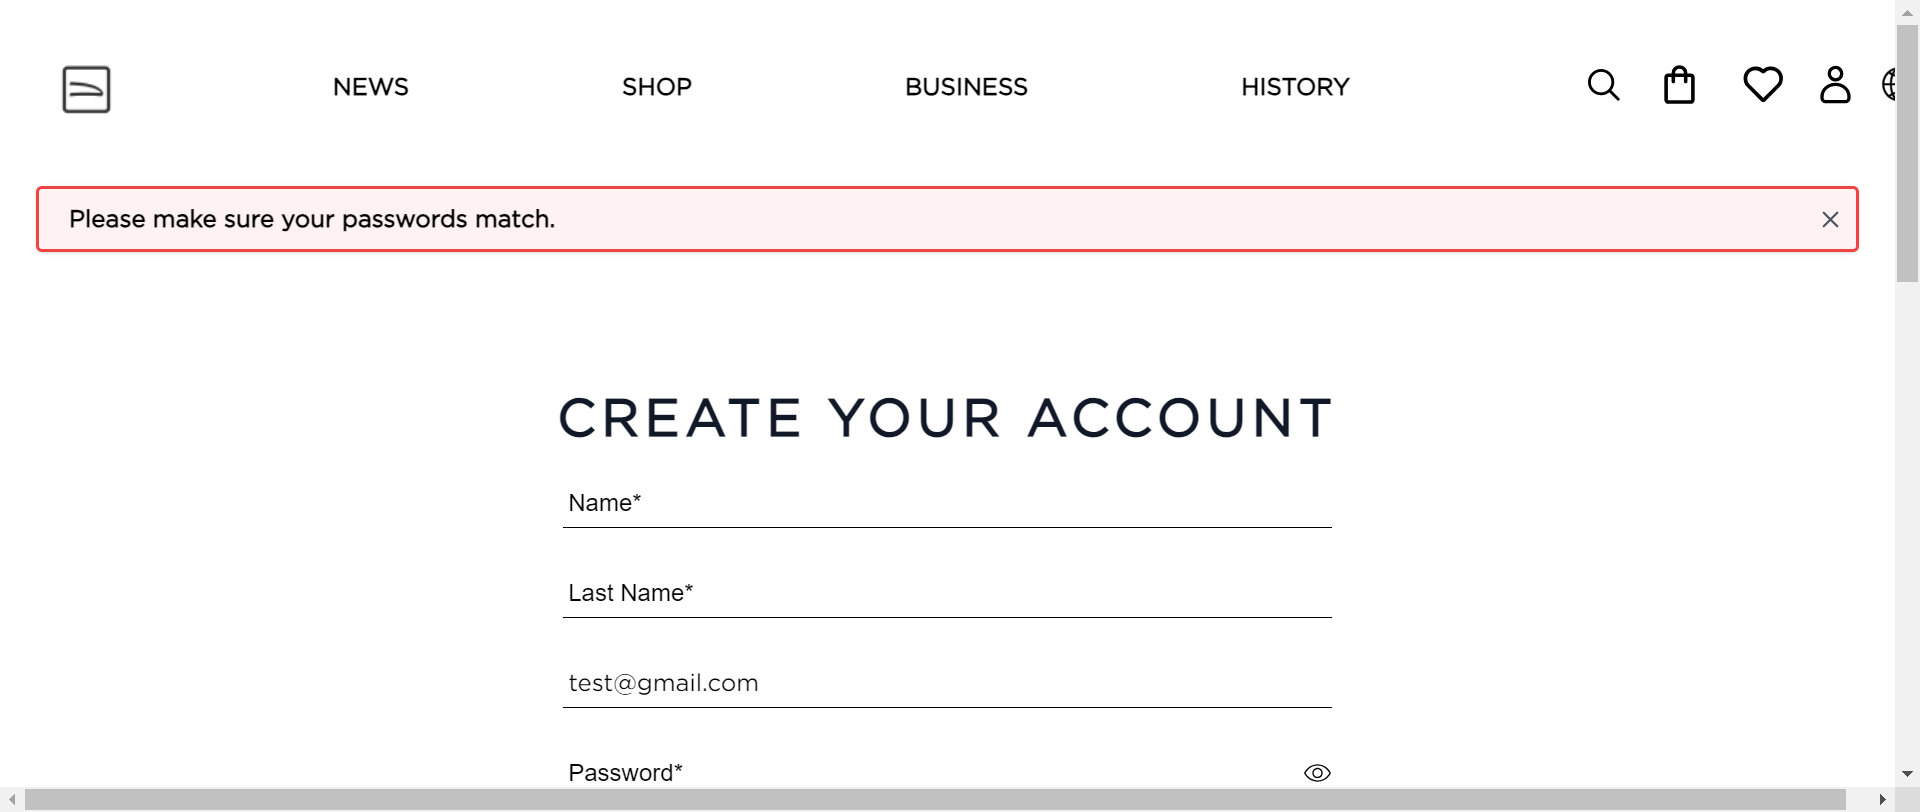 NEWS SHOP BUSINESS HISTORY
Please make sure your passwords match.
CREATE YOUR ACCOUNT
Name*
Last Name*
test@gmail.com
Password*